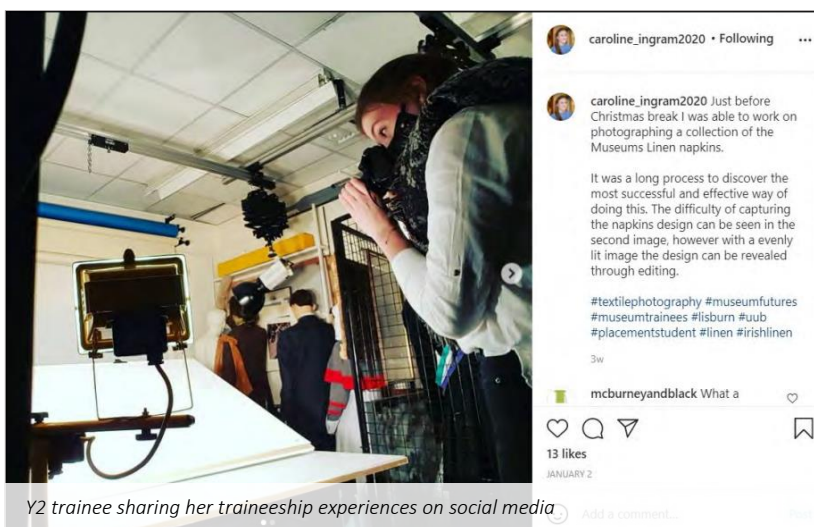 caroline_ingram2020 • Following
caroline_ingram2020 Just before
Christmas break I was able to work on
photographing a collection of the
Museums Linen napkins.
It was a long process to discover the
most successful and effective way of
doing this. The difficulty of capturing
the napkins design can be seen in the
second image, however with a evenly
lit image the design can be revealed
through editing.
#textilephotography #museumfutures
#museumtrainees #lisburn #uub
#placementstudent #linen #irishlinen
3w
mcburneyandblack What a
13 likes
JANUARY 2
Y2 trainee sharing her traineeship experiences on social media
Add a comment...
Post